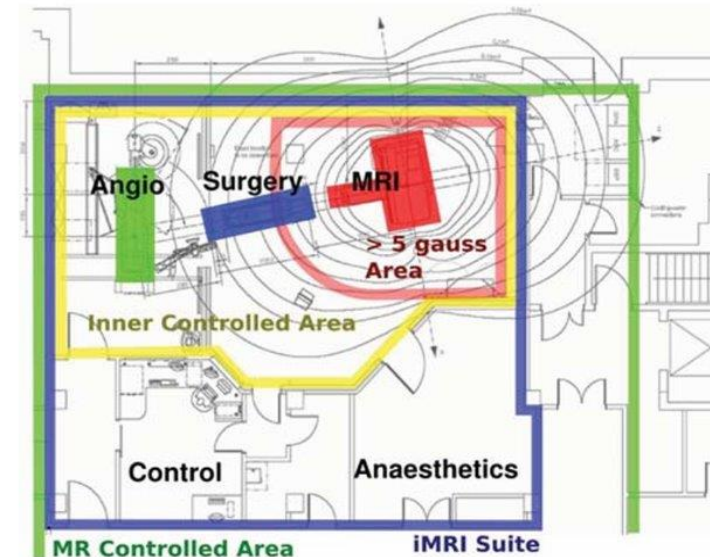 Angio
Surgery
MRI
> 5 gauss
Area
Inner Controlled Area
Control
Anaesthetics
MR Controlled Area
iMRI Suite